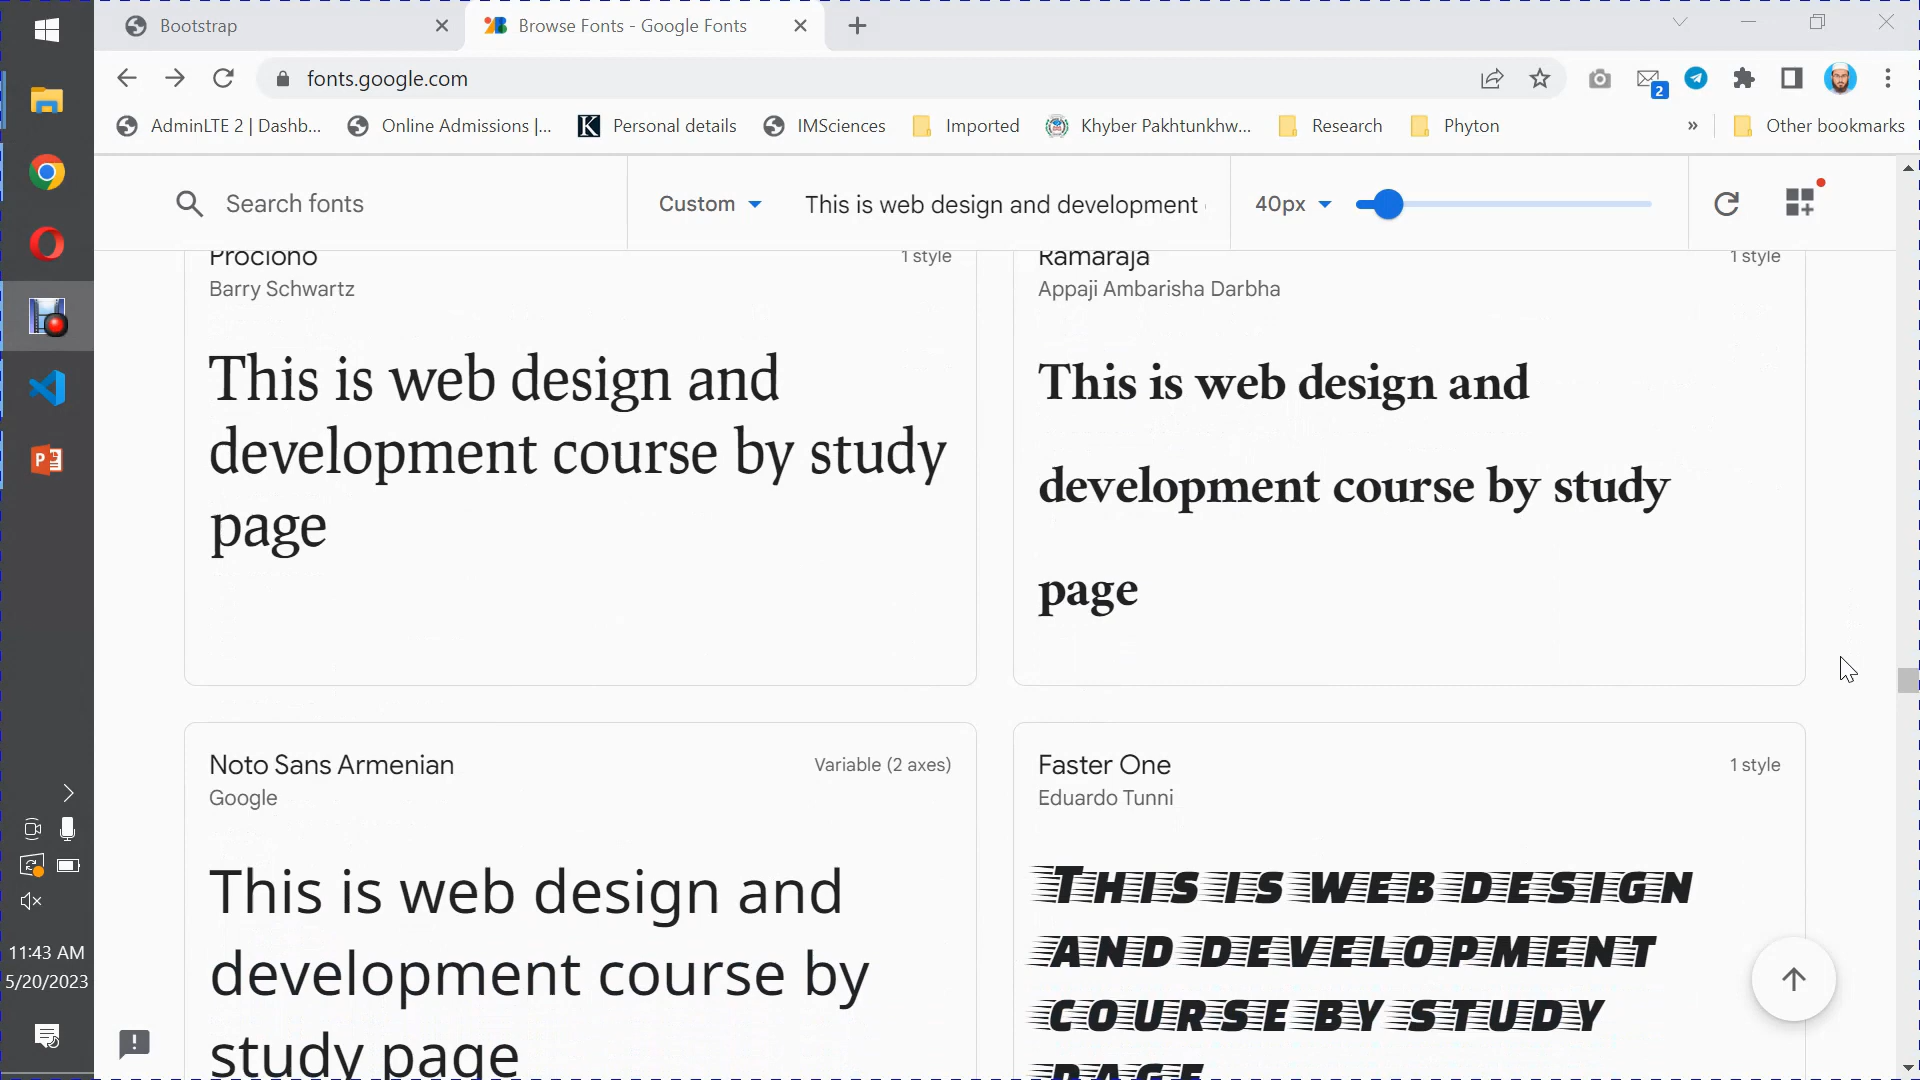 Bootstrap
Browse Fonts - Google Fonts
fonts.google.com
2
AdminLTE 2 | Dashb...
Online Admissions |...
K
Personal details
IMSciences
Imported
Khyber Pakhtunkhw...
Research
Phyton
»
Other bookmarks
Search fonts
Custom
This is web design and development
40px
Prociono
1 style
Barry Schwartz
This is web design and
development course by study
page
Ramaraja
1 style
Appaji Ambarisha Darbha
This is web design and
development course by study
page
Noto Sans Armenian
Variable (2 axes)
Google
This is web design and
development course by
study page
Faster One
1 style
Eduardo Tunni
This is web design
and development
course by study
page
P
11:43 AM
5/20/2023